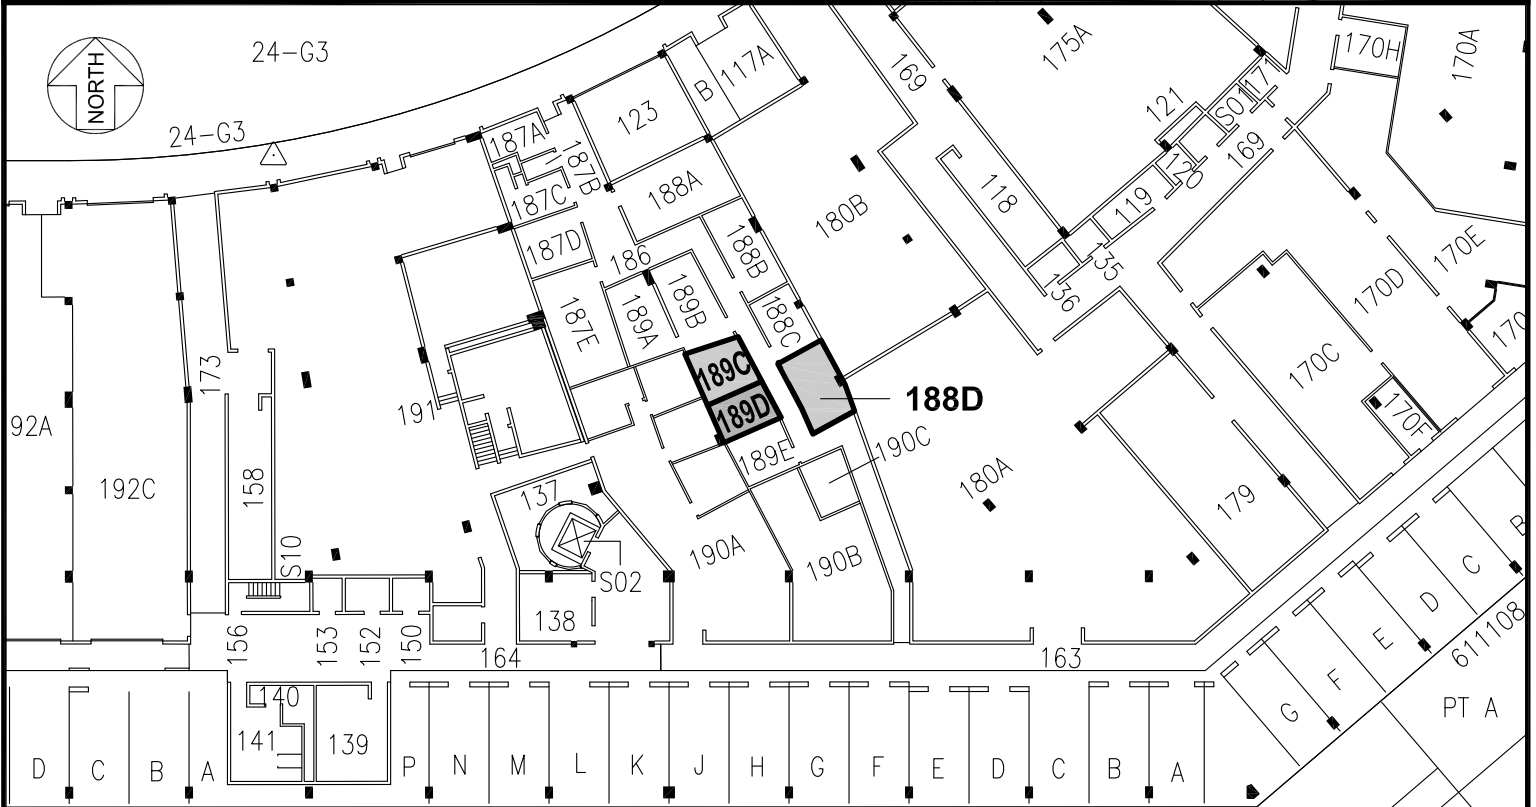 24-G3
117A
B
123
NORTH
24-G3
187A
187B
187C
187D
188A
186
188B
187E
189A
189B
188C
169
175A
170H
170A
171
S01
121
120
169
118
119
135
136
180B
170E
170D
170
170C
170F
189C
189D
188D
189E
190C
180A
179
173
191
92A
192C
158
S10
137
S02
138
190A
190B
156
153
152
150
164
163
140
141
139
D
C
B
A
P
N
M
L
K
J
H
G
F
E
D
C
B
A
G
F
E
D
C
B
611108
PT A